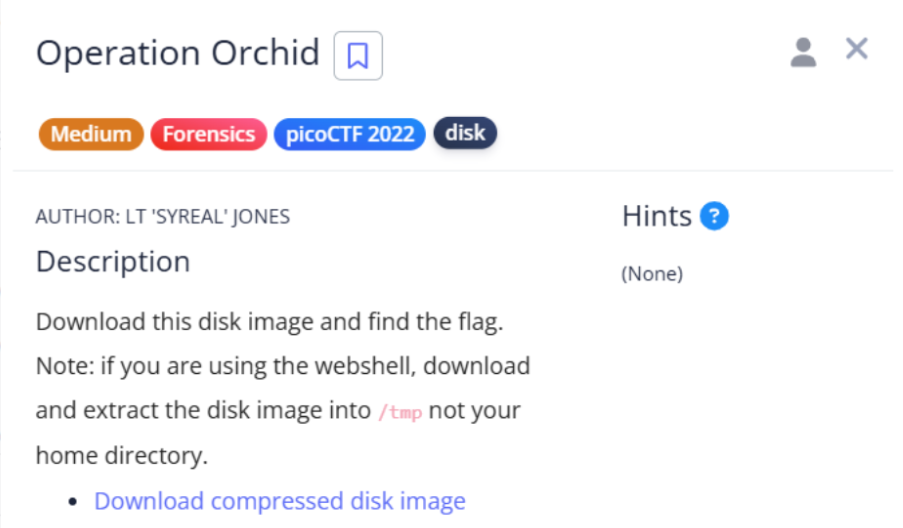 Operation Orchid
Medium Forensics picoCTF 2022 disk
AUTHOR: LT 'SYREAL' JONES
Description
Download this disk image and find the flag.
Note: if you are using the webshell, download
and extract the disk image into /tmp not your
home directory.
• Download compressed disk image
Hints ?
(None)